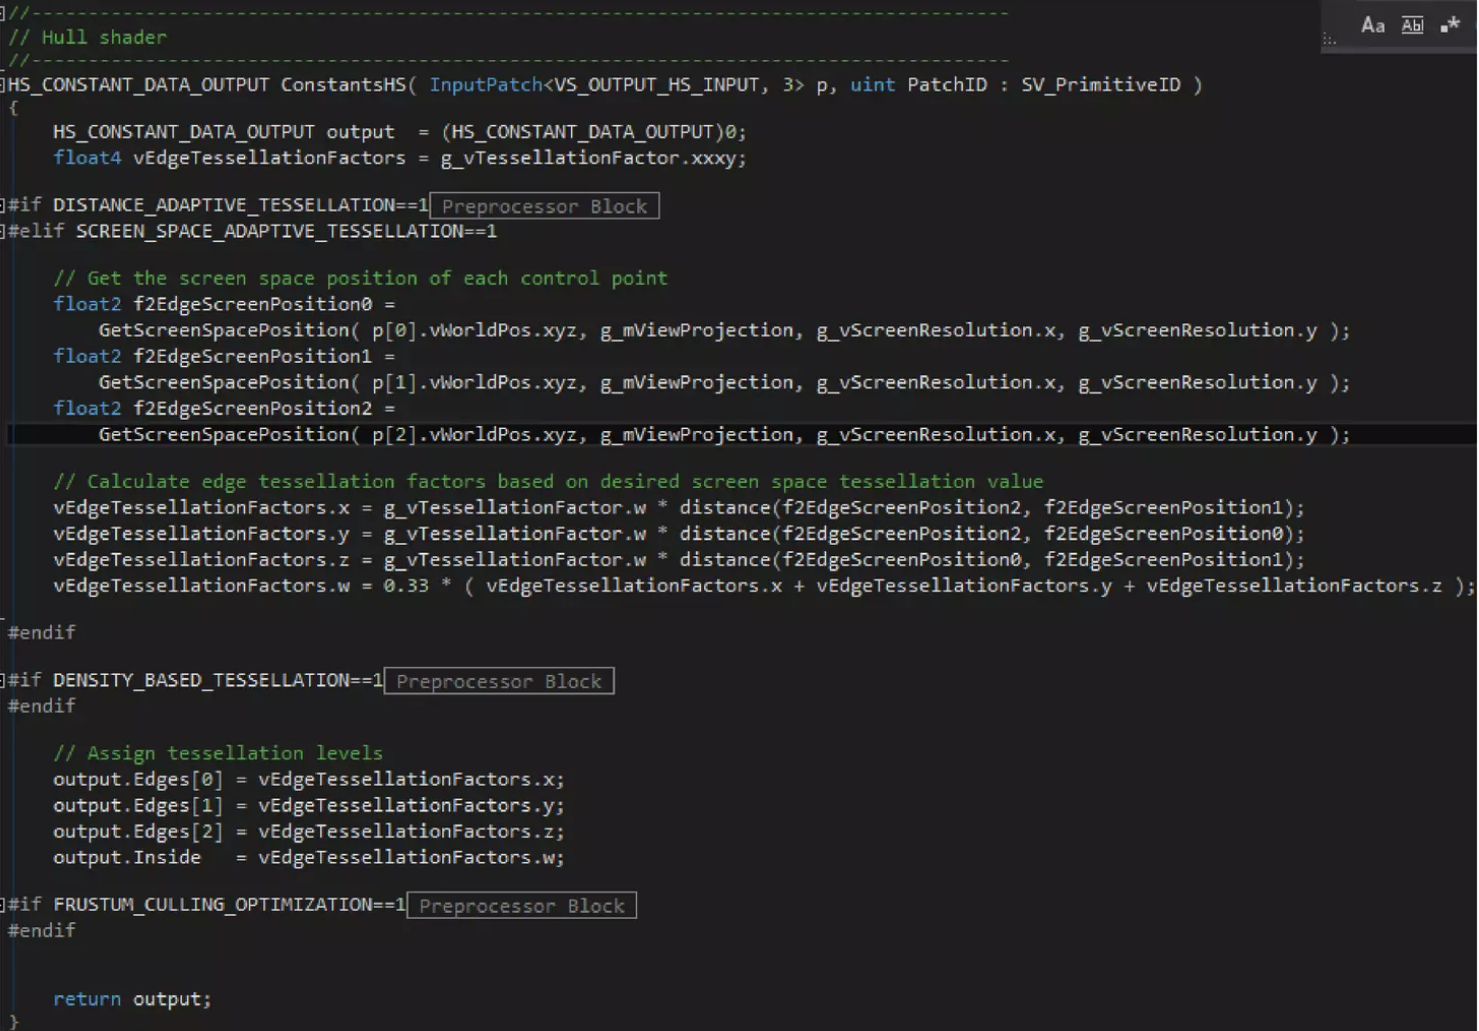 //--------------------------------------------------------------------------------------
// Hull shader
//--------------------------------------------------------------------------------------
HS_CONSTANT_DATA_OUTPUT ConstantsHS( InputPatch<VS_OUTPUT_HS_INPUT, 3> p, uint PatchID : SV_PrimitiveID )
{
    HS_CONSTANT_DATA_OUTPUT output  = (HS_CONSTANT_DATA_OUTPUT)0;
    float4 vEdgeTessellationFactors = g_vTessellationFactor.xxxy;
#if DISTANCE_ADAPTIVE_TESSELLATION==1 Preprocessor Block
#elif SCREEN_SPACE_ADAPTIVE_TESSELLATION==1
    // Get the screen space position of each control point
    float2 f2EdgeScreenPosition0 =
        GetScreenSpacePosition( p[0].vWorldPos.xyz, g_mViewProjection, g_vScreenResolution.x, g_vScreenResolution.y );
    float2 f2EdgeScreenPosition1 =
        GetScreenSpacePosition( p[1].vWorldPos.xyz, g_mViewProjection, g_vScreenResolution.x, g_vScreenResolution.y );
    float2 f2EdgeScreenPosition2 =
        GetScreenSpacePosition( p[2].vWorldPos.xyz, g_mViewProjection, g_vScreenResolution.x, g_vScreenResolution.y );
    // Calculate edge tessellation factors based on desired screen space tessellation value
    vEdgeTessellationFactors.x = g_vTessellationFactor.w * distance(f2EdgeScreenPosition2, f2EdgeScreenPosition1);
    vEdgeTessellationFactors.y = g_vTessellationFactor.w * distance(f2EdgeScreenPosition2, f2EdgeScreenPosition0);
    vEdgeTessellationFactors.z = g_vTessellationFactor.w * distance(f2EdgeScreenPosition0, f2EdgeScreenPosition1);
    vEdgeTessellationFactors.w = 0.33 * ( vEdgeTessellationFactors.x + vEdgeTessellationFactors.y + vEdgeTessellationFactors.z );
#endif
#if DENSITY_BASED_TESSELLATION==1 Preprocessor Block
#endif
    // Assign tessellation levels
    output.Edges[0] = vEdgeTessellationFactors.x;
    output.Edges[1] = vEdgeTessellationFactors.y;
    output.Edges[2] = vEdgeTessellationFactors.z;
    output.Inside   = vEdgeTessellationFactors.w;
#if FRUSTUM_CULLING_OPTIMIZATION==1 Preprocessor Block
#endif
    return output;
}
Aa Abl .*